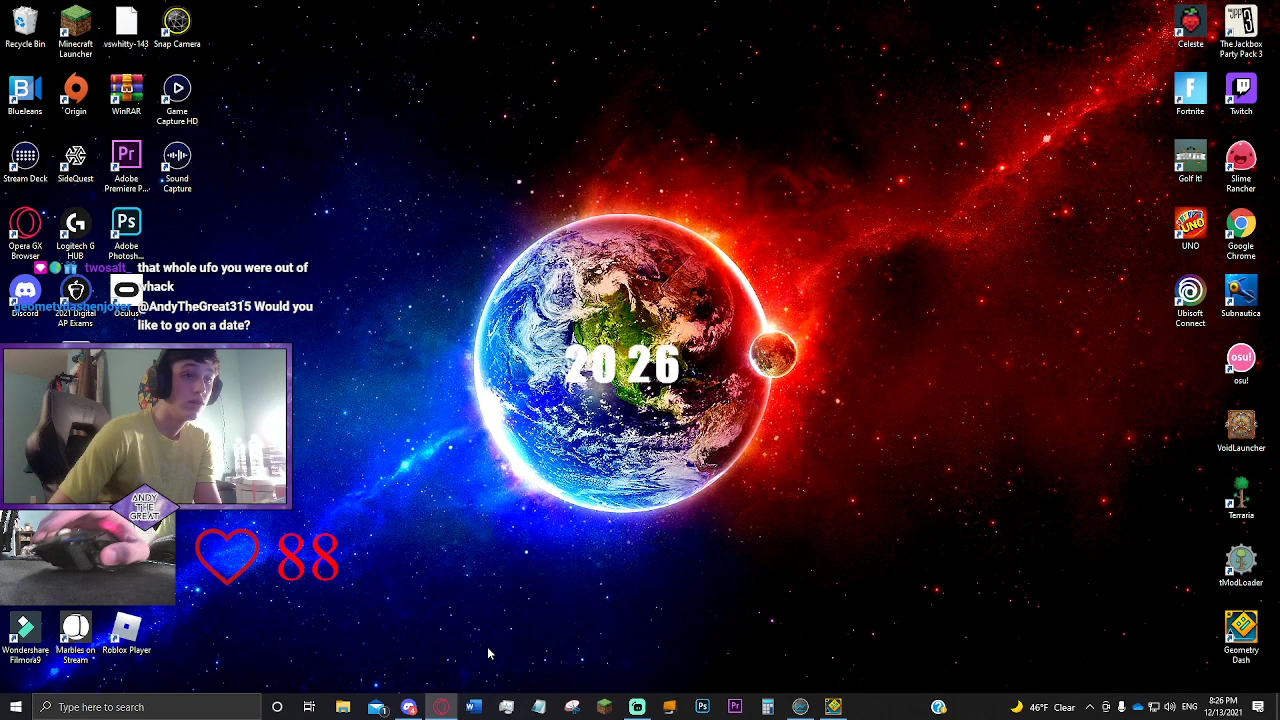 Recycle Bin
Minecraft
Launcher
.vswhitty-143
Snap Camera
BlueJeans
Origin
WinRAR
Game
Capture HD
Stream Deck
SideQuest
Adobe
Premiere P...
Sound
Capture
Opera GX
Browser
Logitech G
HUB
Adobe
Photosh...
twosalt_ that whole ufo you were out of
whack
@AndyTheGreat315 Would you
like to go on a date?
Discord
2021 Digital
AP Exams
Oculus
ANDY
THE
GREAT
88
Wondershare
Filmora9
Marbles on
Stream
Roblox Player
20 26
Celeste
The Jackbox
Party Pack 3
Fortnite
Twitch
Golf It!
Slime
Rancher
UNO
Google
Chrome
Ubisoft
Connect
Subnautica
osu!
osu!
VoidLauncher
Terraria
tModLoader
Geometry
Dash
Type here to search
46°F Clear
ENG
8:26 PM
12/13/2021